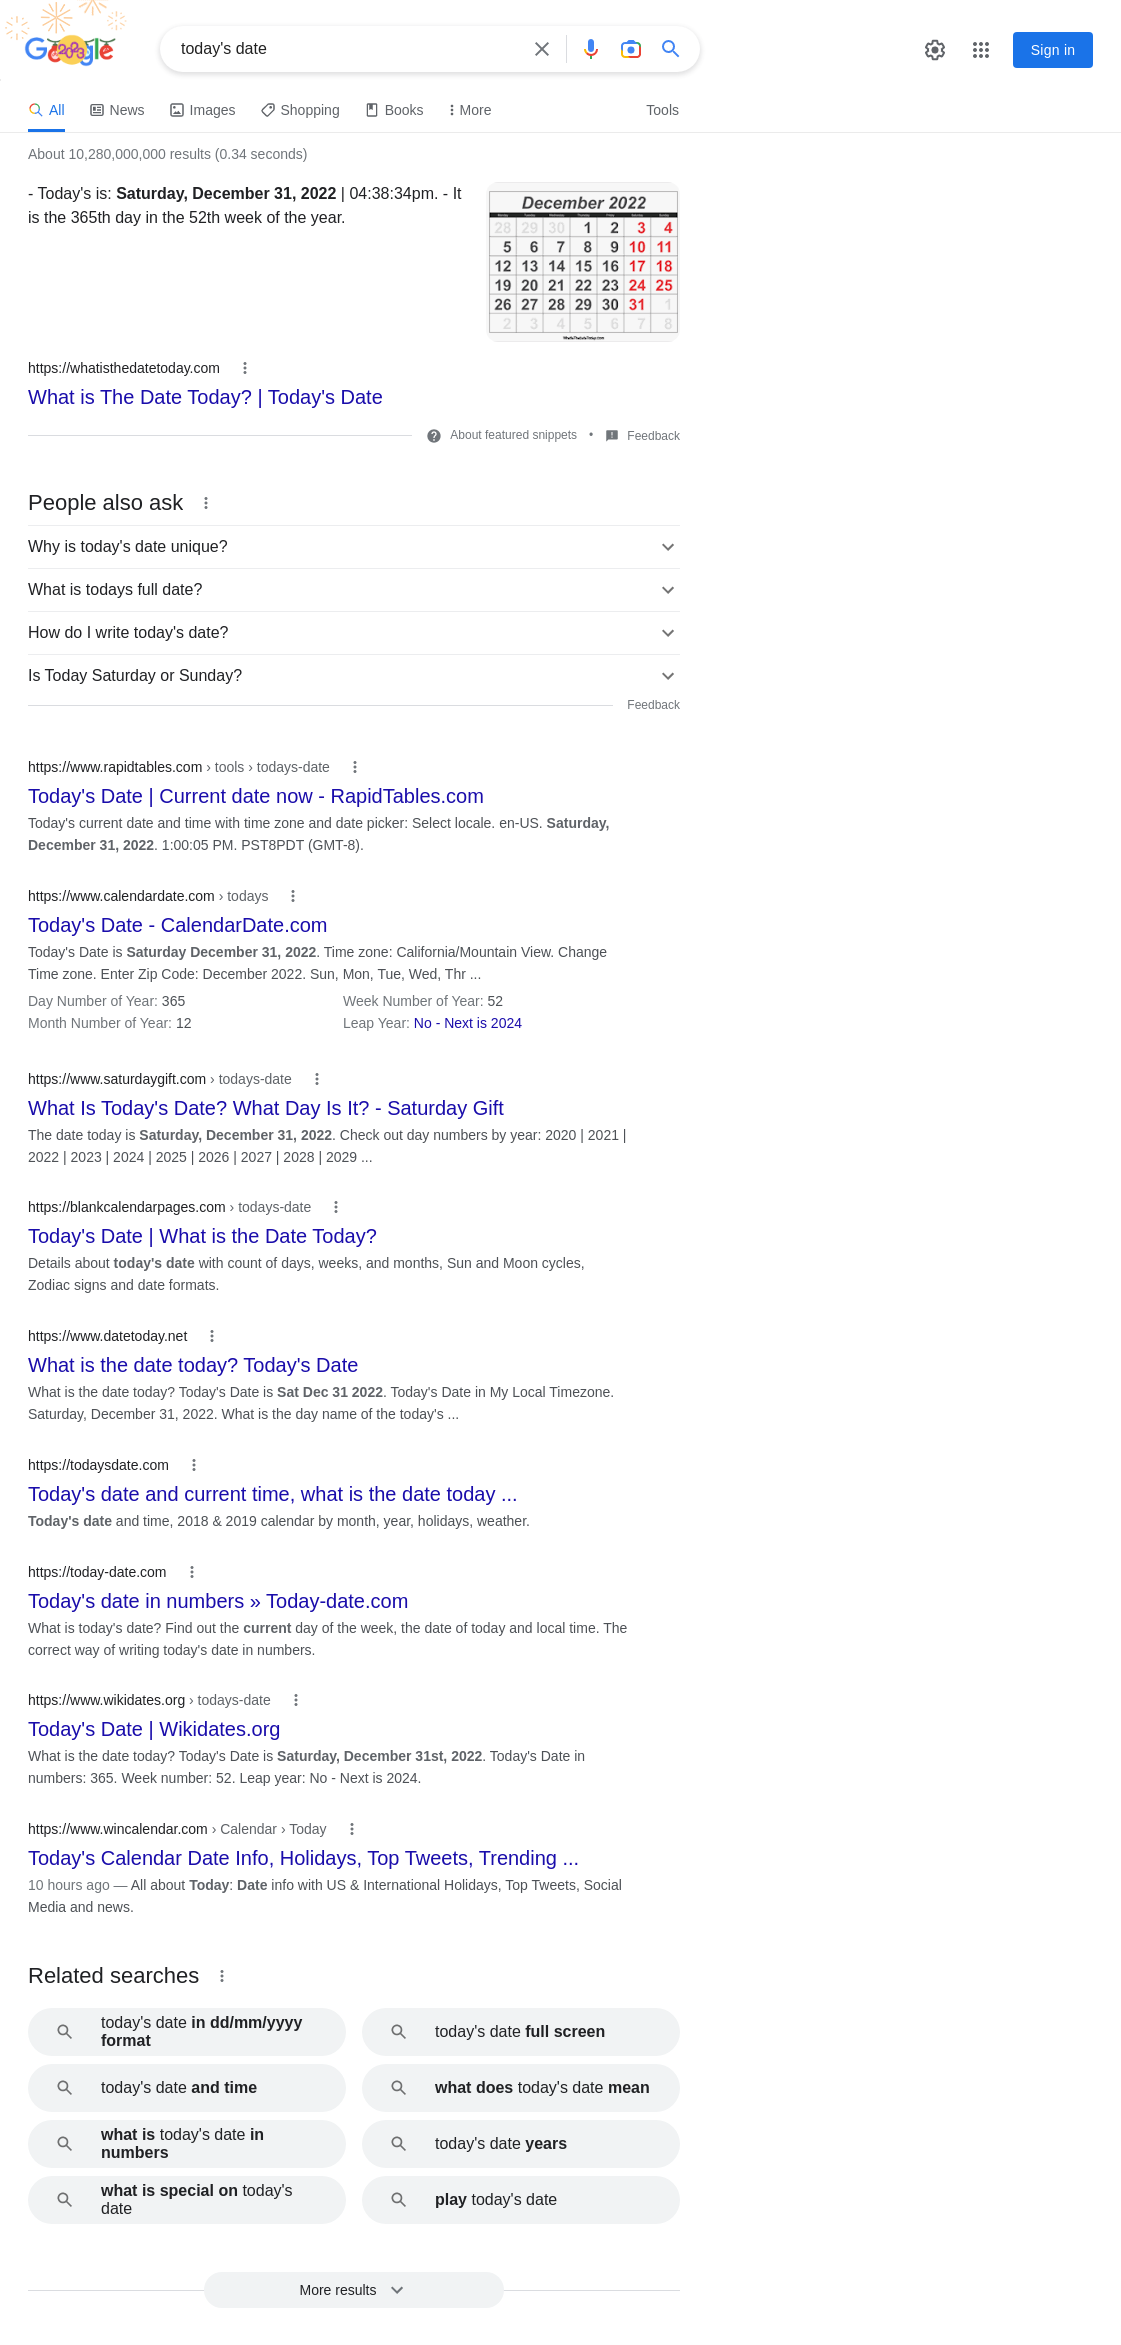 Google
2023
today's date
Sign in
All
News
Images
Shopping
Books
More
Tools
About 10,280,000,000 results (0.34 seconds)
- Today's is: Saturday, December 31, 2022 | 04:38:34pm. - It
is the 365th day in the 52th week of the year.
December 2022
Monday Tuesday Wednesday Thursday Friday Saturday Sunday
28 29 30 1 2 3 4
5 6 7 8 9 10 11
12 13 14 15 16 17 18
19 20 21 22 23 24 25
26 27 28 29 30 31 1
2 3 4 5 6 7 8
https://whatisthedatetoday.com
What is The Date Today? | Today's Date
About featured snippets • Feedback
People also ask
Why is today's date unique?
What is todays full date?
How do I write today's date?
Is Today Saturday or Sunday?
Feedback
https://www.rapidtables.com › tools › todays-date
Today's Date | Current date now - RapidTables.com
Today's current date and time with time zone and date picker: Select locale. en-US. Saturday,
December 31, 2022. 1:00:05 PM. PST8PDT (GMT-8).
https://www.calendardate.com › todays
Today's Date - CalendarDate.com
Today's Date is Saturday December 31, 2022. Time zone: California/Mountain View. Change
Time zone. Enter Zip Code: December 2022. Sun, Mon, Tue, Wed, Thr ...
Day Number of Year: 365
Week Number of Year: 52
Month Number of Year: 12
Leap Year: No - Next is 2024
https://www.saturdaygift.com › todays-date
What Is Today's Date? What Day Is It? - Saturday Gift
The date today is Saturday, December 31, 2022. Check out day numbers by year: 2020 | 2021 |
2022 | 2023 | 2024 | 2025 | 2026 | 2027 | 2028 | 2029 ...
https://blankcalendarpages.com › todays-date
Today's Date | What is the Date Today?
Details about today's date with count of days, weeks, and months, Sun and Moon cycles,
Zodiac signs and date formats.
https://www.datetoday.net
What is the date today? Today's Date
What is the date today? Today's Date is Sat Dec 31 2022. Today's Date in My Local Timezone.
Saturday, December 31, 2022. What is the day name of the today's ...
https://todaysdate.com
Today's date and current time, what is the date today ...
Today's date and time, 2018 & 2019 calendar by month, year, holidays, weather.
https://today-date.com
Today's date in numbers » Today-date.com
What is today's date? Find out the current day of the week, the date of today and local time. The
correct way of writing today's date in numbers.
https://www.wikidates.org › todays-date
Today's Date | Wikidates.org
What is the date today? Today's Date is Saturday, December 31st, 2022. Today's Date in
numbers: 365. Week number: 52. Leap year: No - Next is 2024.
https://www.wincalendar.com › Calendar › Today
Today's Calendar Date Info, Holidays, Top Tweets, Trending ...
10 hours ago — All about Today: Date info with US & International Holidays, Top Tweets, Social
Media and news.
Related searches
today's date in dd/mm/yyyy
format
today's date full screen
today's date and time
what does today's date mean
what is today's date in
numbers
today's date years
what is special on today's
date
play today's date
More results